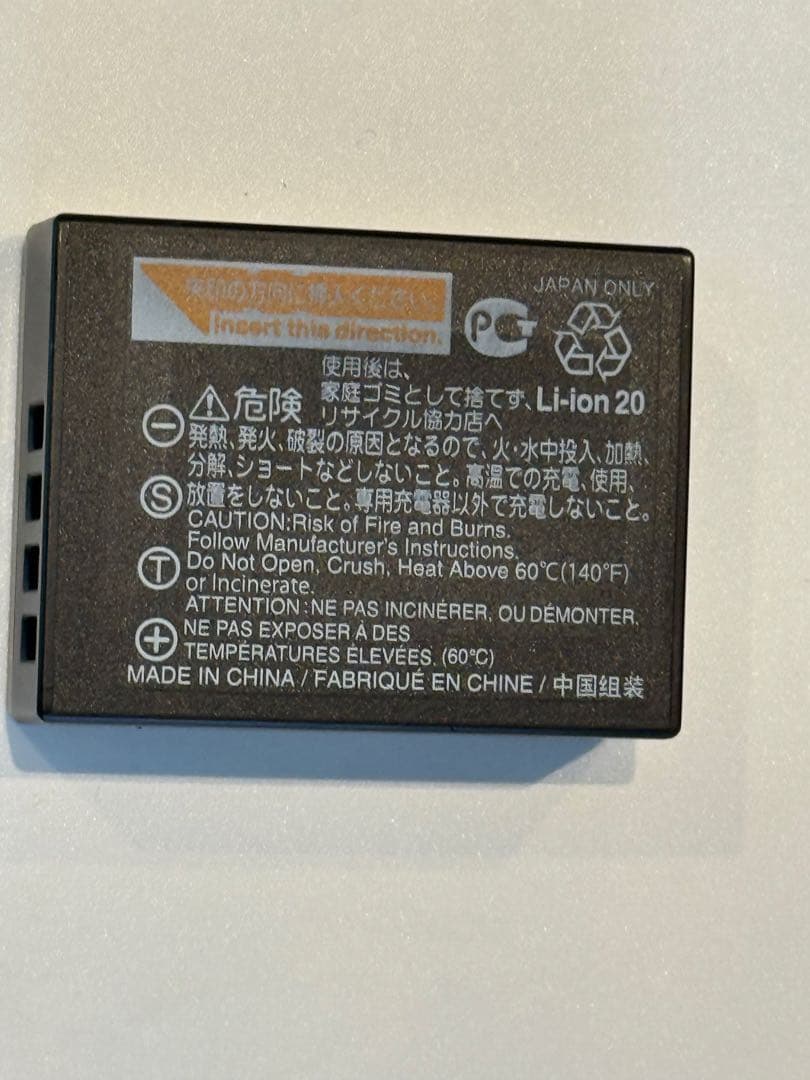 矢印の方向に挿入ください。
Insert this direction.
PCT
JAPAN ONLY
使用後は、
家庭ゴミとして捨てず、
リサイクル協力店へ
Li-ion 20
⚠危険
発熱、発火、破裂の原因となるので、火・水中投入、加熱、
分解、ショートなどしないこと。高温での充電、使用、
放置をしないこと。専用充電器以外で充電しないこと。
CAUTION:Risk of Fire and Burns.
Follow Manufacturer's Instructions.
Do Not Open, Crush, Heat Above 60℃(140°F)
or Incinerate.
ATTENTION:NE PAS INCINÉRER, OU DÉMONTER,
NE PAS EXPOSER À DES
TEMPÉRATURES ÉLEVÉES. (60℃)
−
S
T
+
MADE IN CHINA / FABRIQUÉ EN CHINE / 中国组装